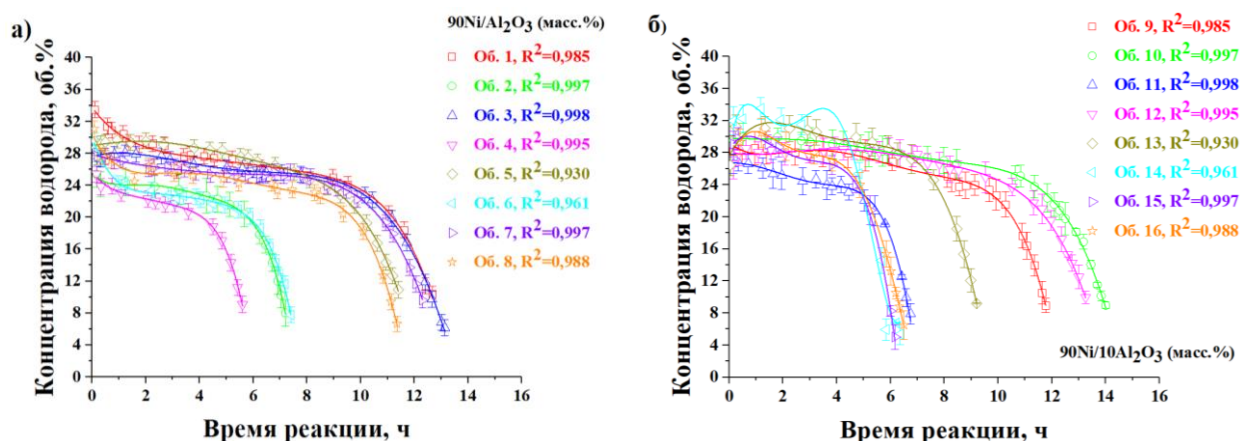 а)
90Ni/Al2O3 (масс.%)
Об. 1, R²=0,985
Об. 2, R²=0,997
Об. 3, R²=0,998
Об. 4, R²=0,995
Об. 5, R²=0,930
Об. 6, R²=0,961
Об. 7, R²=0,997
Об. 8, R²=0,988
Концентрация водорода, об.%
40
36
32
28
24
20
16
12
8
4
0
0 2 4 6 8 10 12 14 16
Время реакции, ч
б)
Об. 9, R²=0,985
Об. 10, R²=0,997
Об. 11, R²=0,998
Об. 12, R²=0,995
Об. 13, R²=0,930
Об. 14, R²=0,961
Об. 15, R²=0,997
Об. 16, R²=0,988
90Ni/10Al2O3 (масс.%)
Концентрация водорода, об.%
40
36
32
28
24
20
16
12
8
4
0
0 2 4 6 8 10 12 14 16
Время реакции, ч